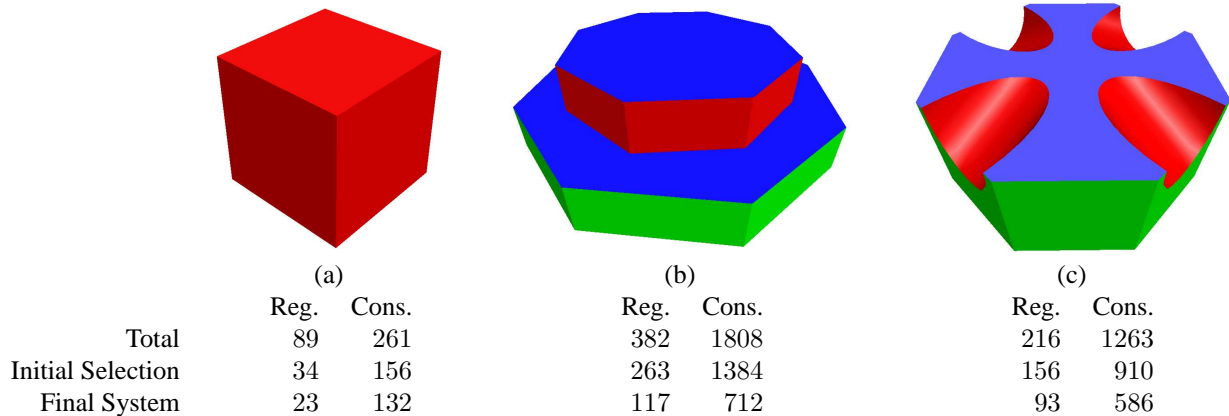 (a) (b) (c)
Reg. Cons. Reg. Cons. Reg. Cons.
Total 89 261 382 1808 216 1263
Initial Selection 34 156 263 1384 156 910
Final System 23 132 117 712 93 586